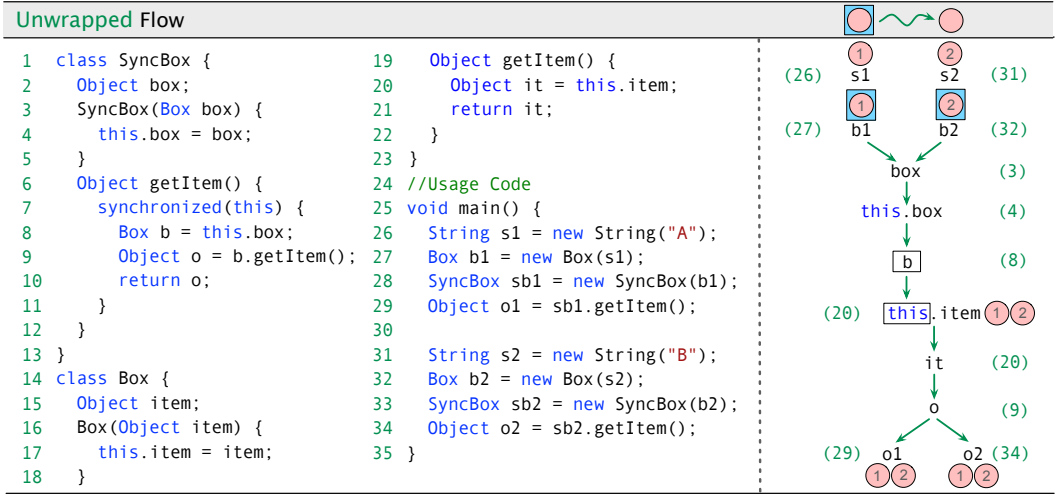 Unwrapped Flow
1 class SyncBox {
2 Object box;
3 SyncBox(Box box) {
4 this.box = box;
5 }
6 Object getItem() {
7 synchronized(this) {
8 Box b = this.box;
9 Object o = b.getItem();
10 return o;
11 }
12 }
13 }
14 class Box {
15 Object item;
16 Box(Object item) {
17 this.item = item;
18 }
19 Object getItem() {
20 Object it = this.item;
21 return it;
22 }
23 }
24 //Usage Code
25 void main() {
26 String s1 = new String("A");
27 Box b1 = new Box(s1);
28 SyncBox sb1 = new SyncBox(b1);
29 Object o1 = sb1.getItem();
30
31 String s2 = new String("B");
32 Box b2 = new Box(s2);
33 SyncBox sb2 = new SyncBox(b2);
34 Object o2 = sb2.getItem();
35 }
1 2
(26) s1 s2 (31)
1 2
(27) b1 b2 (32)
box (3)
this.box (4)
b (8)
(20) this.item 1 2
it (20)
o (9)
(29) o1 o2 (34)
1 2 1 2